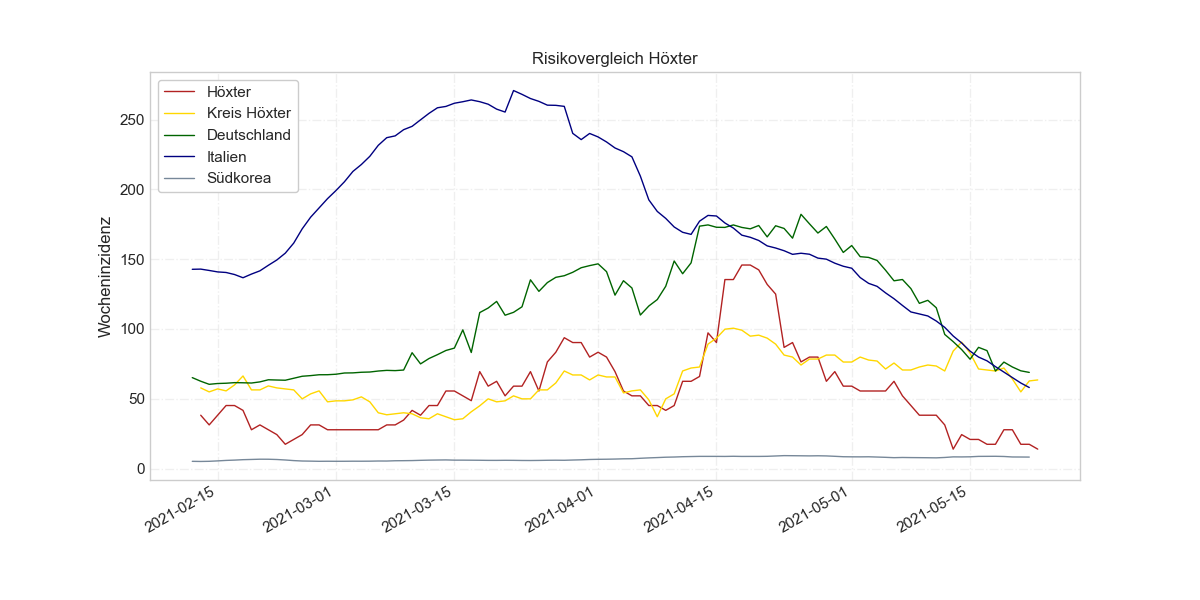 Risikovergleich Höxter
Höxter
Kreis Höxter
Deutschland
Italien
Südkorea
Wocheninzidenz
250
200
150
100
50
0
2021-02-15
2021-03-01
2021-03-15
2021-04-01
2021-04-15
2021-05-01
2021-05-15